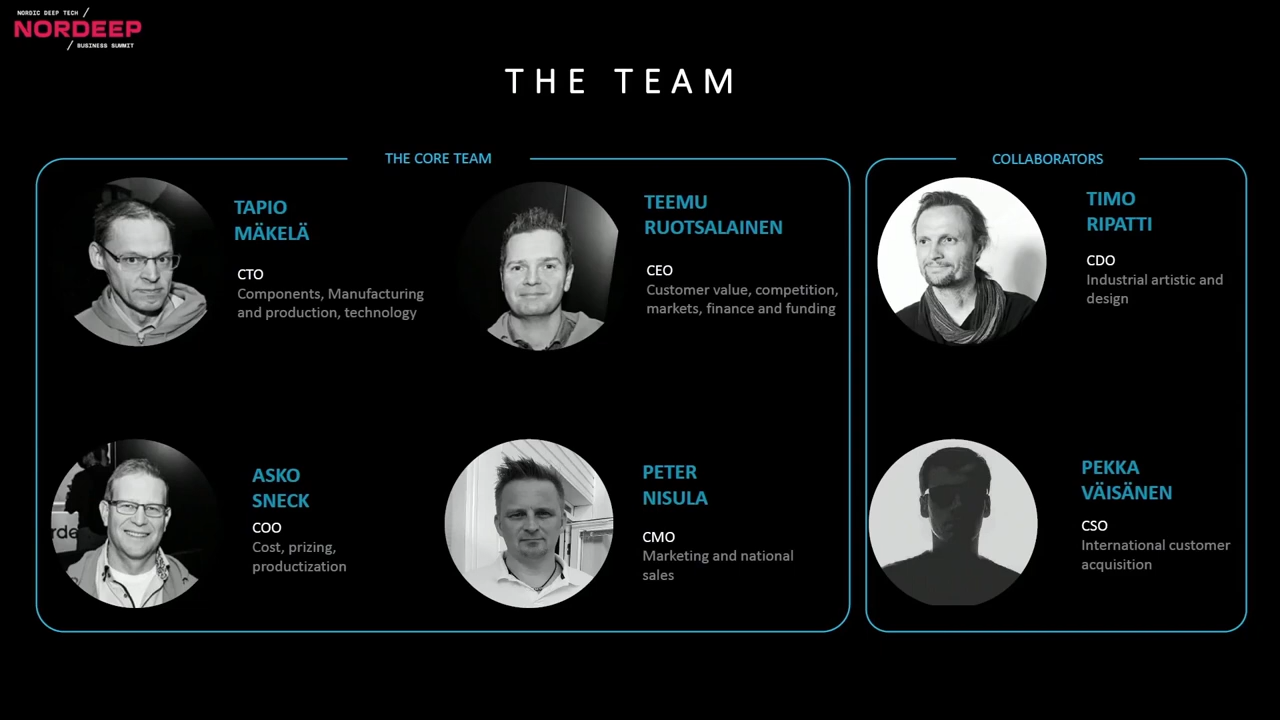 NORDIC DEEP TECH /
NORDEEP
/ BUSINESS SUMMIT
THE TEAM
THE CORE TEAM
TAPIO
MÄKELÄ
CTO
Components, Manufacturing
and production, technology
TEEMU
RUOTSALAINEN
CEO
Customer value, competition,
markets, finance and funding
ASKO
SNECK
COO
Cost, prizing,
productization
PETER
NISULA
CMO
Marketing and national
sales
COLLABORATORS
TIMO
RIPATTI
CDO
Industrial artistic and
design
PEKKA
VÄISÄNEN
CSO
International customer
acquisition
rde